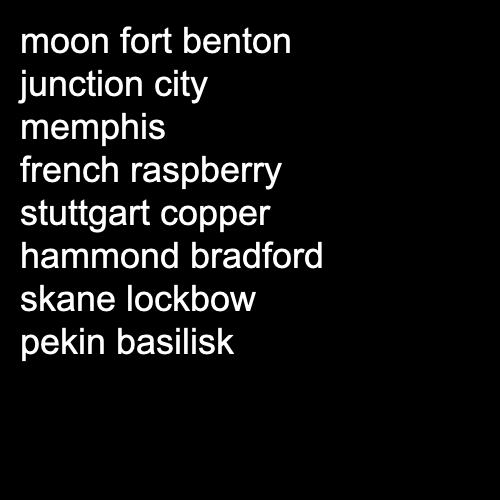 moon fort benton
junction city
memphis
french raspberry
stuttgart copper
hammond bradford
skane lockbow
pekin basilisk